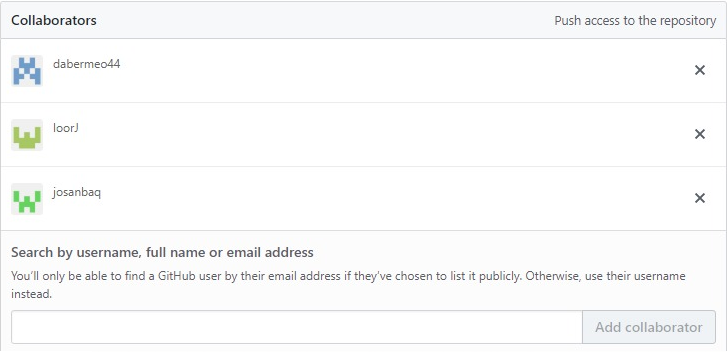 Collaborators Push access to the repository
dabermeo44
loorJ
josanbaq
Search by username, full name or email address
You'll only be able to find a GitHub user by their email address if they've chosen to list it publicly. Otherwise, use their username
instead.
Add collaborator